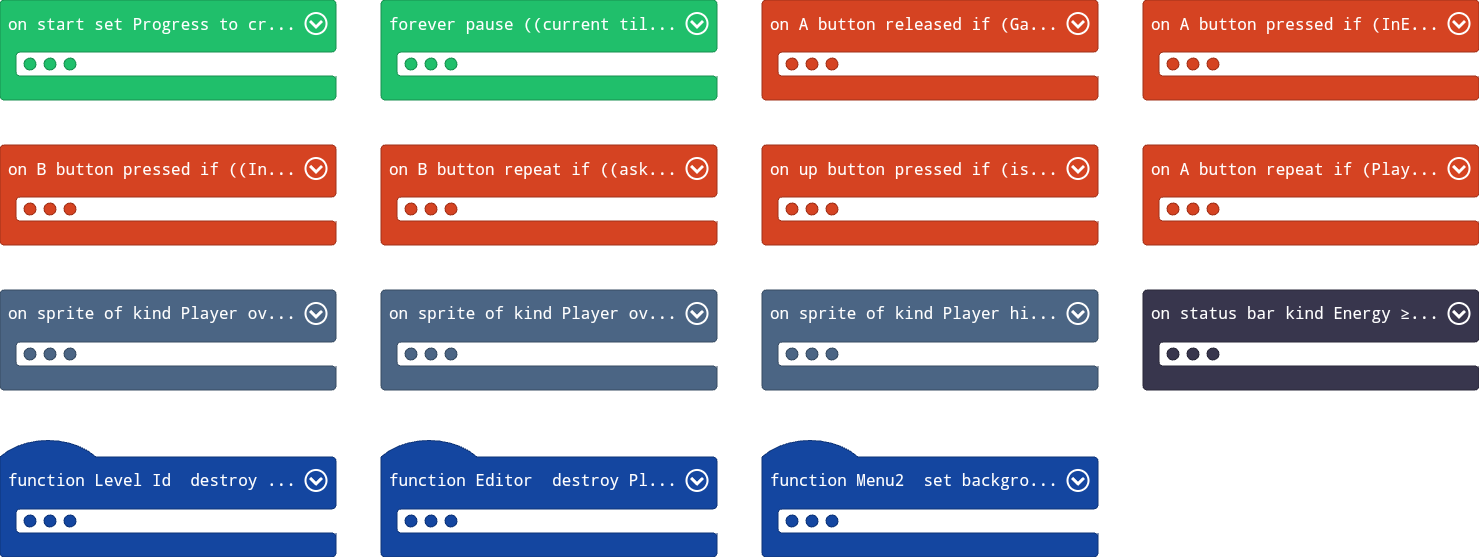 on start set Progress to cr...
forever pause ((current til...
on A button released if (Ga...
on A button pressed if (InE...
on B button pressed if ((In...
on B button repeat if ((ask...
on up button pressed if (is...
on A button repeat if (Play...
on sprite of kind Player ov...
on sprite of kind Player ov...
on sprite of kind Player hi...
on status bar kind Energy ≥...
function Level Id  destroy ...
function Editor  destroy Pl...
function Menu2  set backgro...